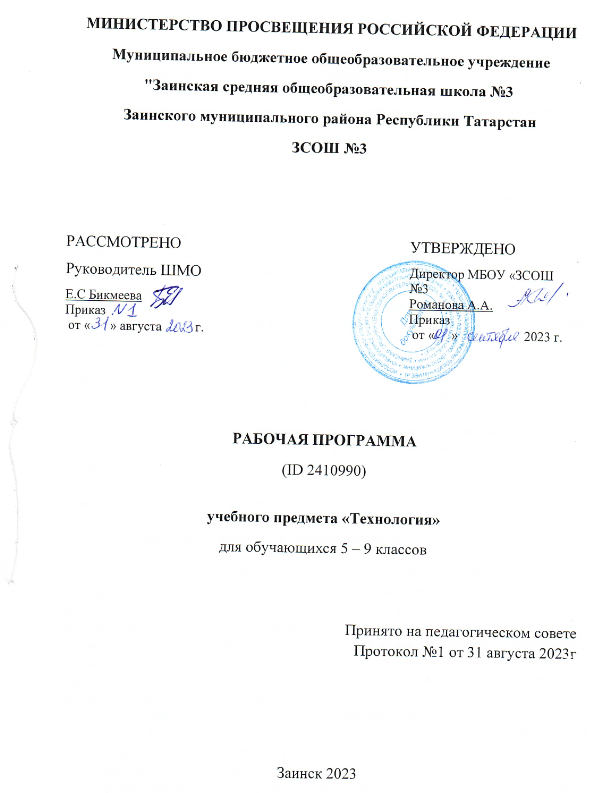 МИНИСТЕРСТВО ПРОСВЕЩЕНИЯ РОССИЙСКОЙ ФЕДЕРАЦИИ
Муниципальное бюджетное общеобразовательное учреждение
"Заинская средняя общеобразовательная школа №3
Заинского муниципального района Республики Татарстан
ЗСОШ №3
РАССМОТРЕНО
Руководитель ШМО
Е.С Бикмеева
Приказ N1
от «31» августа 2023 г.
УТВЕРЖДЕНО
Директор МБОУ «ЗСОШ
№3
Романова А.А.
Приказ
от «01» сентября 2023 г.
РАБОЧАЯ ПРОГРАММА
(ID 2410990)
учебного предмета «Технология»
для обучающихся 5 – 9 классов
Принято на педагогическом совете
Протокол №1 от 31 августа 2023г
Заинск 2023